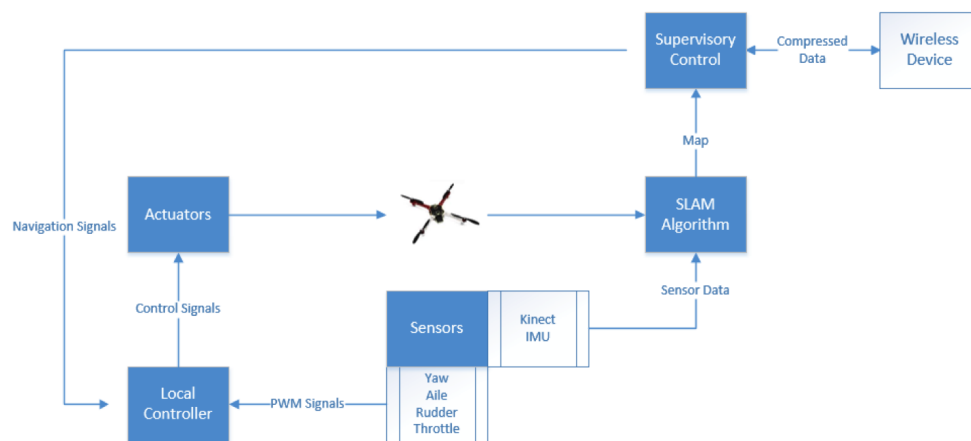 Supervisory
Control
Compressed
Data
Wireless
Device
Map
Navigation Signals
Actuators
SLAM
Algorithm
Control Signals
Sensor Data
Sensors
Kinect
IMU
Local
Controller
PWM Signals
Yaw
Aile
Rudder
Throttle